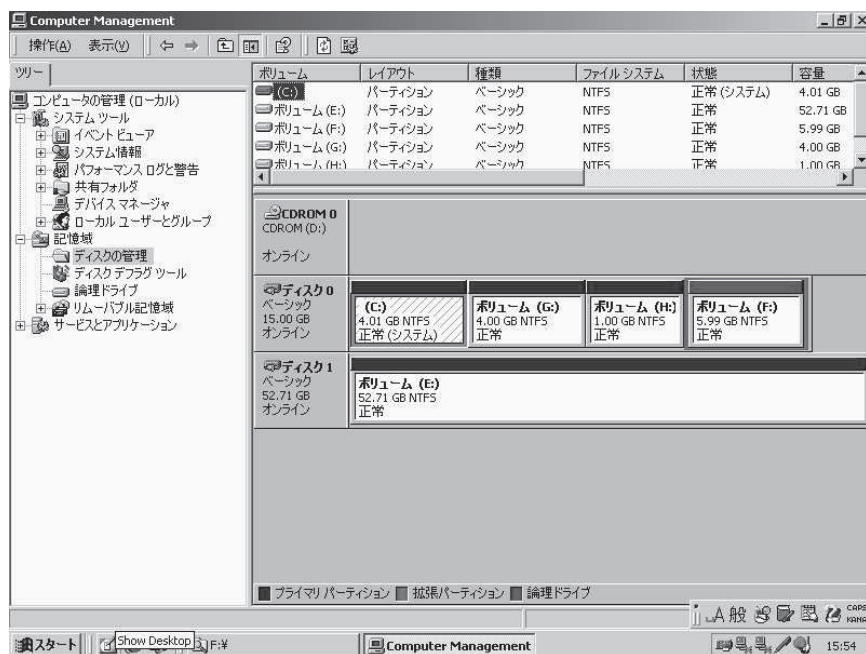 Computer Management
操作(A) 表示(V)
ツリー
コンピュータの管理 (ローカル)
システム ツール
イベント ビューア
システム情報
パフォーマンス ログと警告
共有フォルダ
デバイス マネージャ
ローカル ユーザーとグループ
記憶域
ディスクの管理
ディスク デフラグ ツール
論理ドライブ
リムーバブル記憶域
サービスとアプリケーション
ボリューム レイアウト 種類 ファイル システム 状態 容量
(C:) パーティション ベーシック NTFS 正常 (システム) 4.01 GB
ボリューム (E:) パーティション ベーシック NTFS 正常 52.71 GB
ボリューム (F:) パーティション ベーシック NTFS 正常 5.99 GB
ボリューム (G:) パーティション ベーシック NTFS 正常 4.00 GB
ボリューム (H:) パーティション ベーシック NTFS 正常 1.00 GB
CDROM 0
CDROM (D:)
オンライン
ディスク 0
ベーシック
15.00 GB
オンライン
(C:)
4.01 GB NTFS
正常 (システム)
ボリューム (G:)
4.00 GB NTFS
正常
ボリューム (H:)
1.00 GB NTFS
正常
ボリューム (F:)
5.99 GB NTFS
正常
ディスク 1
ベーシック
52.71 GB
オンライン
ボリューム (E:)
52.71 GB NTFS
正常
プライマリ パーティション 拡張パーティション 論理ドライブ
A 般 CAPS
KANA
スタート Show Desktop F:¥ Computer Management 15:54